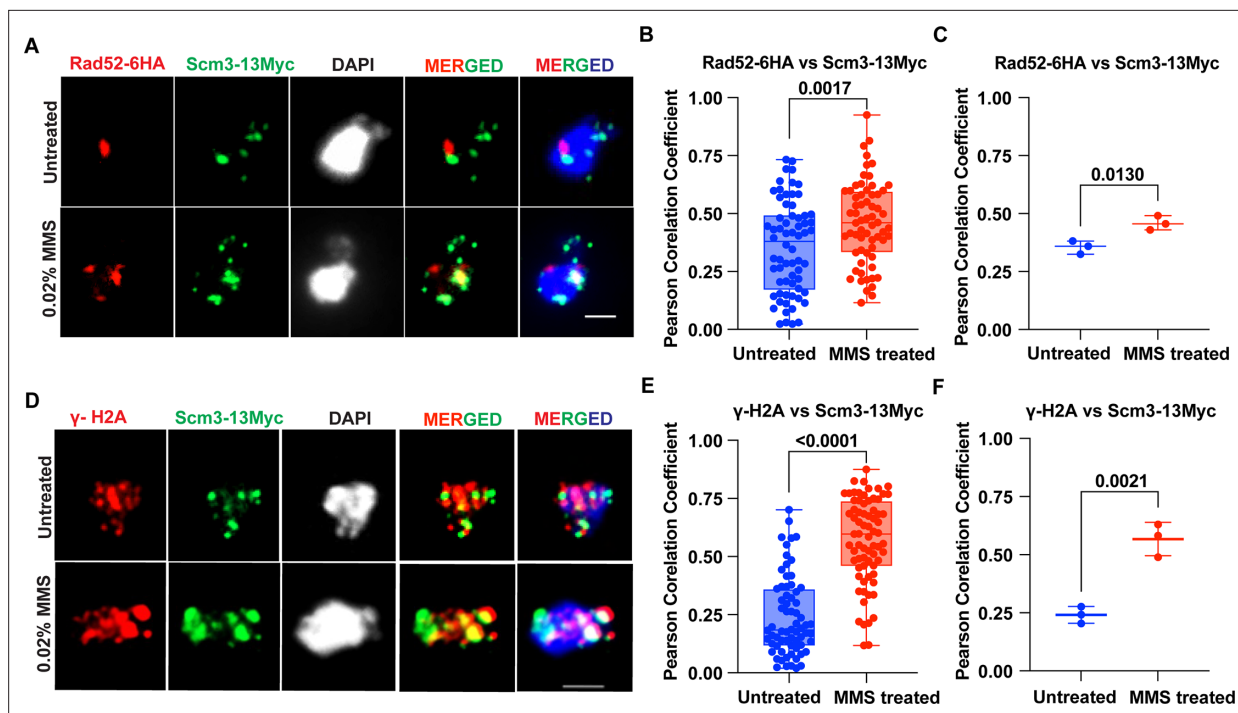 A
Rad52-6HA Scm3-13Myc DAPI MERGED MERGED
Untreated
0.02% MMS
B
Rad52-6HA vs Scm3-13Myc
0.0017
1.00
0.75
0.50
0.25
0.00
Pearson Corelation Coefficient
Untreated MMS treated
C
Rad52-6HA vs Scm3-13Myc
0.0130
1.00
0.75
0.50
0.25
0.00
Pearson Corelation Coefficient
Untreated MMS treated
D
γ- H2A Scm3-13Myc DAPI MERGED MERGED
Untreated
0.02% MMS
E
γ-H2A vs Scm3-13Myc
<0.0001
1.00
0.75
0.50
0.25
0.00
Pearson Corelation Coefficient
Untreated MMS treated
F
γ-H2A vs Scm3-13Myc
0.0021
1.00
0.75
0.50
0.25
0.00
Pearson Corelation Coefficient
Untreated MMS treated